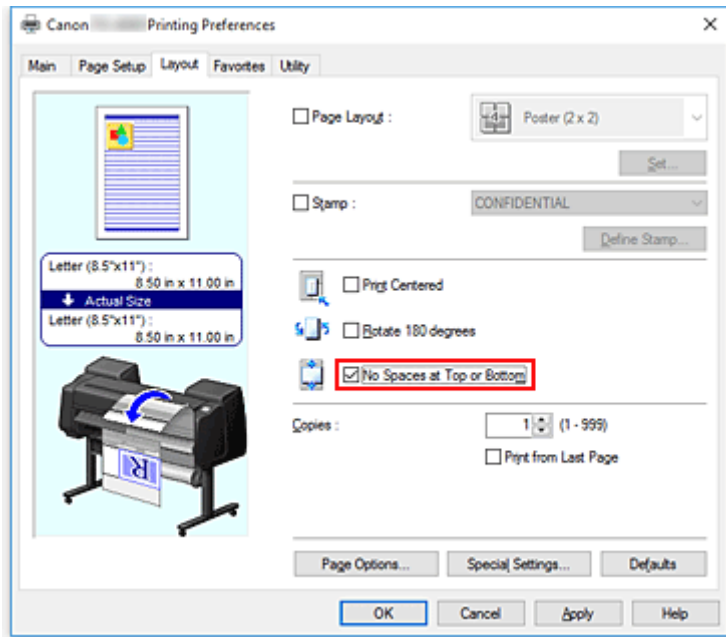 Canon Printing Preferences
Main Page Setup Layout Favorites Utility
Page Layout :
Poster (2 x 2)
Set...
Stamp :
CONFIDENTIAL
Define Stamp...
Letter (8.5"x11") :
8.50 in x 11.00 in
Actual Size
Letter (8.5"x11") :
8.50 in x 11.00 in
Print Centered
Rotate 180 degrees
No Spaces at Top or Bottom
Copies :
1 (1 - 999)
Print from Last Page
R
Page Options... Special Settings... Defaults
OK Cancel Apply Help